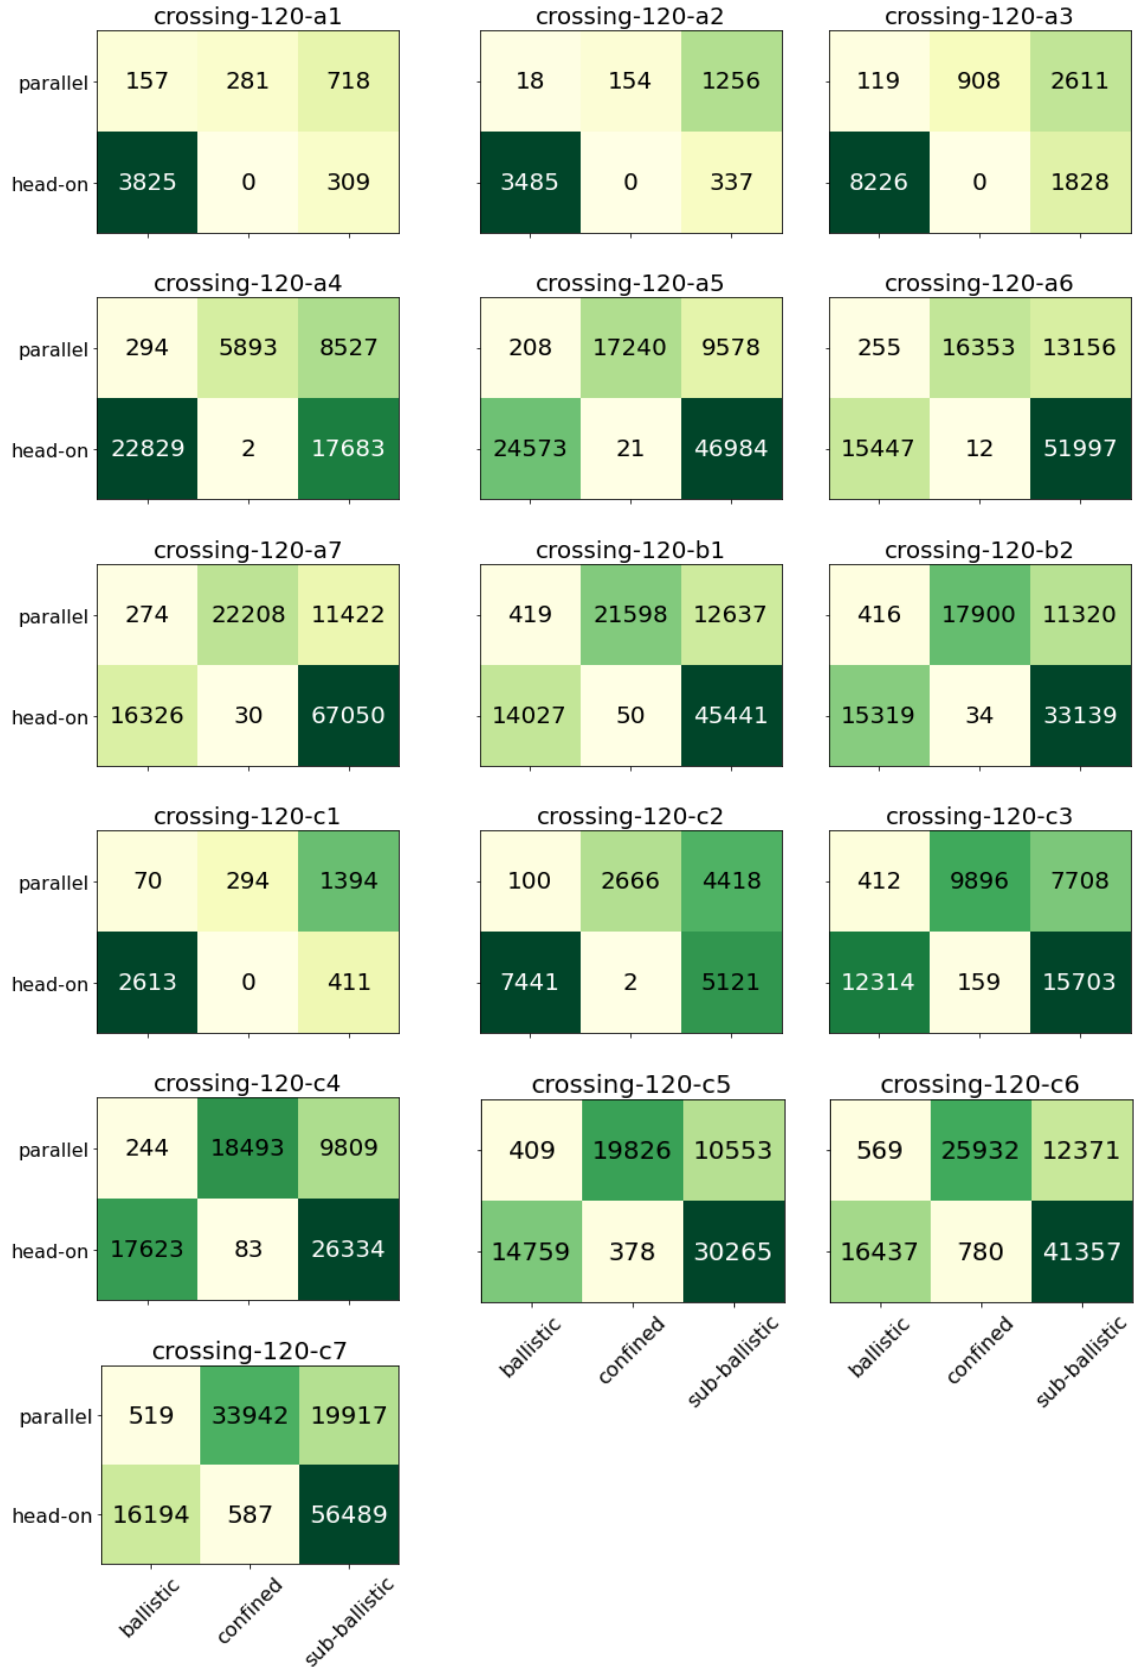 crossing-120-a1 crossing-120-a2 crossing-120-a3
parallel 157 281 718 18 154 1256 119 908 2611
head-on 3825 0 309 3485 0 337 8226 0 1828
crossing-120-a4 crossing-120-a5 crossing-120-a6
parallel 294 5893 8527 208 17240 9578 255 16353 13156
head-on 22829 2 17683 24573 21 46984 15447 12 51997
crossing-120-a7 crossing-120-b1 crossing-120-b2
parallel 274 22208 11422 419 21598 12637 416 17900 11320
head-on 16326 30 67050 14027 50 45441 15319 34 33139
crossing-120-c1 crossing-120-c2 crossing-120-c3
parallel 70 294 1394 100 2666 4418 412 9896 7708
head-on 2613 0 411 7441 2 5121 12314 159 15703
crossing-120-c4 crossing-120-c5 crossing-120-c6
parallel 244 18493 9809 409 19826 10553 569 25932 12371
head-on 17623 83 26334 14759 378 30265 16437 780 41357
ballistic confined sub-ballistic ballistic confined sub-ballistic
crossing-120-c7
parallel 519 33942 19917
head-on 16194 587 56489
ballistic confined sub-ballistic